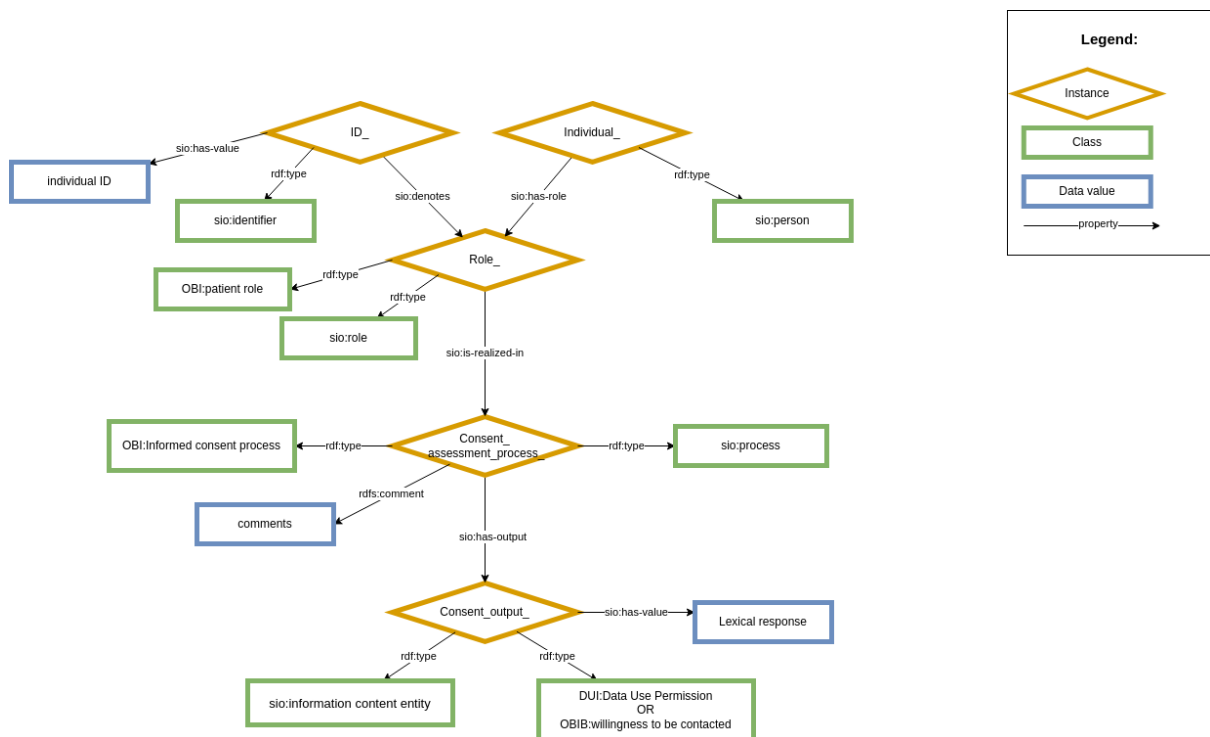 Legend:
Instance
Class
Data value
property
ID_
Individual_
sio:has-value
individual ID
rdf:type
sio:denotes
sio:has-role
rdf:type
sio:identifier
sio:person
Role_
rdf:type
OBI:patient role
rdf:type
sio:role
sio:is-realized-in
Consent_
assessment_process_
OBI:Informed consent process
rdf:type
rdf:type
sio:process
rdfs:comment
comments
sio:has-output
Consent_output_
sio:has-value
Lexical response
rdf:type
rdf:type
sio:information content entity
DUI:Data Use Permission
OR
OBIB:willingness to be contacted